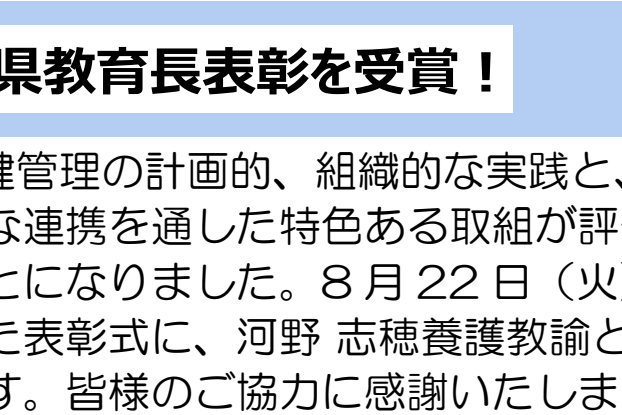 県教育長表彰を受賞！
建管理の計画的、組織的な実践と、
な連携を通した特色ある取組が評
とになりました。8月22日（火）
た表彰式に、河野 志穂養護教諭と
す。皆様のご協力に感謝いたしま